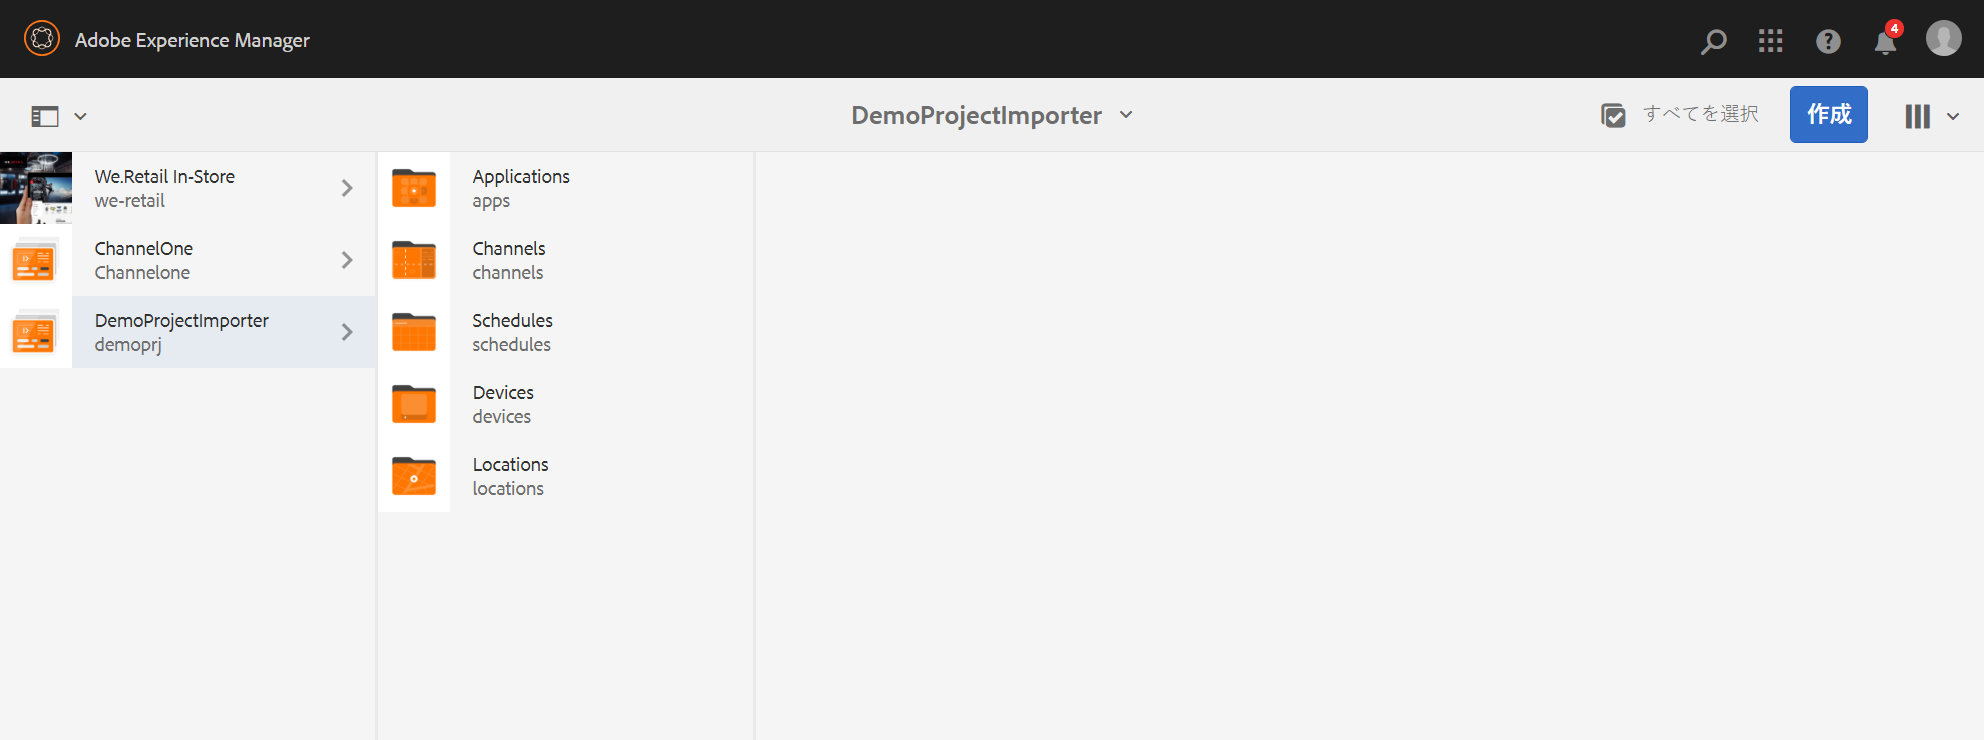 Adobe Experience Manager
4
DemoProjectImporter
すべてを選択
作成
We.Retail In-Store
we-retail
ChannelOne
Channelone
DemoProjectImporter
demoprj
Applications
apps
Channels
channels
Schedules
schedules
Devices
devices
Locations
locations